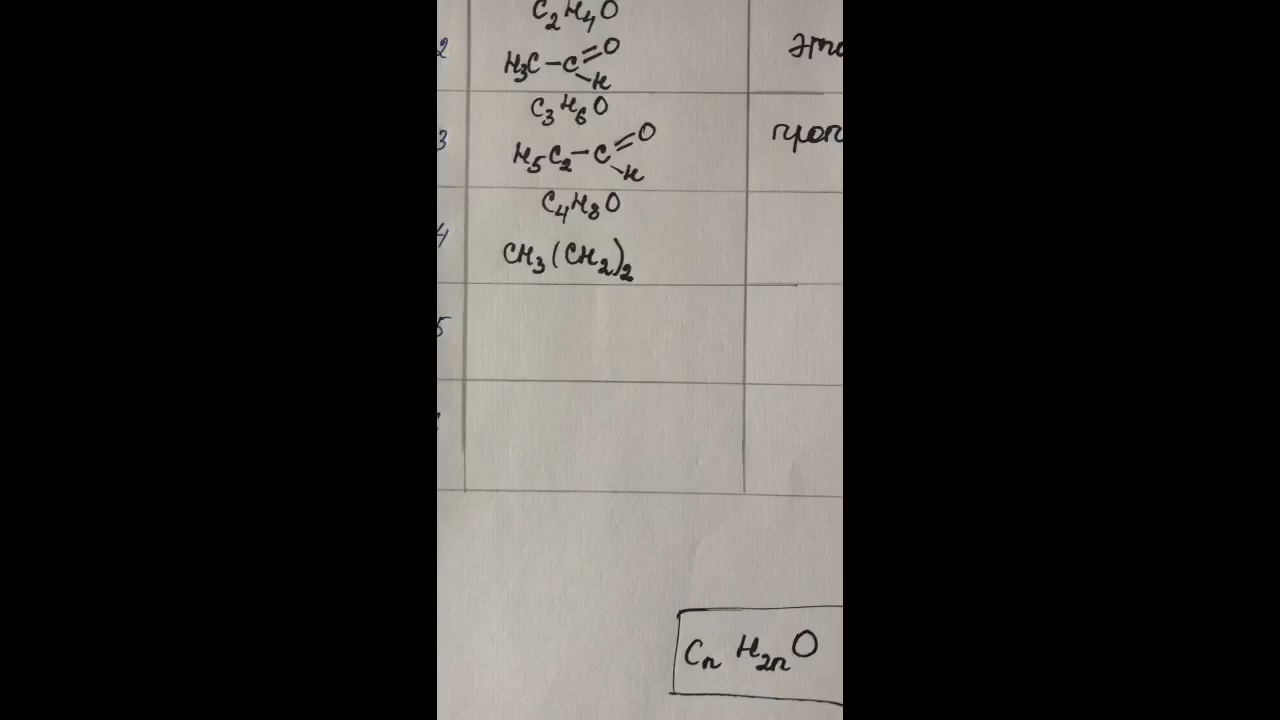 C₂H₄O
2 H₃C-C=O эта
-H
C₃H₆O
3 H₅C₂-C=O проп
-H
C₄H₈O
4 CH₃(CH₂)₂
5
CₙH₂ₙO